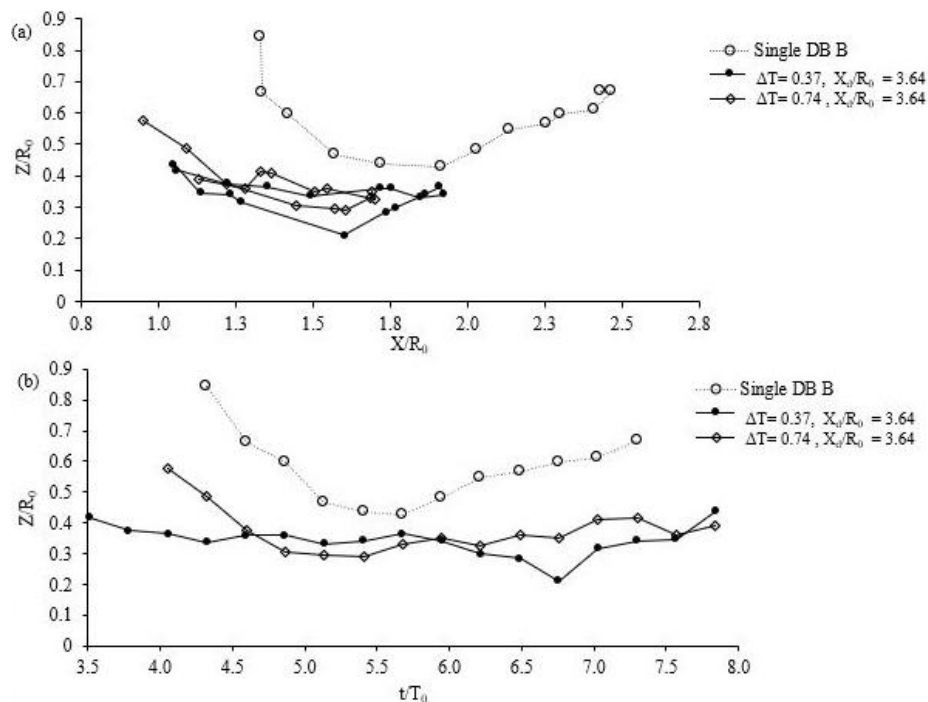 (a)
Z/R₀
0.9
0.8
0.7
0.6
0.5
0.4
0.3
0.2
0.1
0
0.8 1.0 1.3 1.5 1.8 2.0 2.3 2.5 2.8
X/R₀
Single DB B
ΔT= 0.37, X₀/R₀ = 3.64
ΔT= 0.74 , X₀/R₀ = 3.64
(b)
Z/R₀
0.9
0.8
0.7
0.6
0.5
0.4
0.3
0.2
0.1
0
3.5 4.0 4.5 5.0 5.5 6.0 6.5 7.0 7.5 8.0
t/T₀
Single DB B
ΔT= 0.37, X₀/R₀ = 3.64
ΔT= 0.74 , X₀/R₀ = 3.64